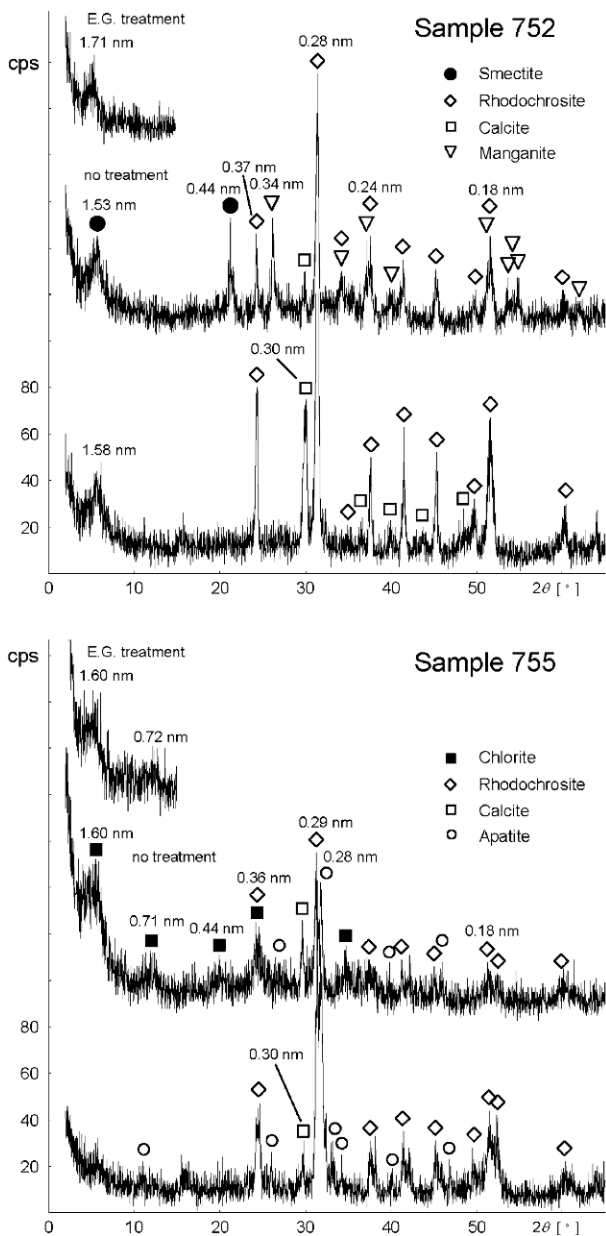 E.G. treatment
1.71 nm
cps
0.28 nm
Sample 752
Smectite
Rhodochrosite
Calcite
Manganite
no treatment
1.53 nm
0.44 nm
0.37 nm
0.34 nm
0.24 nm
0.18 nm
0.30 nm
80
60
40
20
1.58 nm
0 10 20 30 40 50 2θ [ ° ]
cps
E.G. treatment
1.60 nm
0.72 nm
Sample 755
Chlorite
Rhodochrosite
Calcite
Apatite
1.60 nm
no treatment
0.29 nm
0.28 nm
0.36 nm
0.71 nm
0.44 nm
0.18 nm
0.30 nm
80
60
40
20
0 10 20 30 40 50 2θ [ ° ]